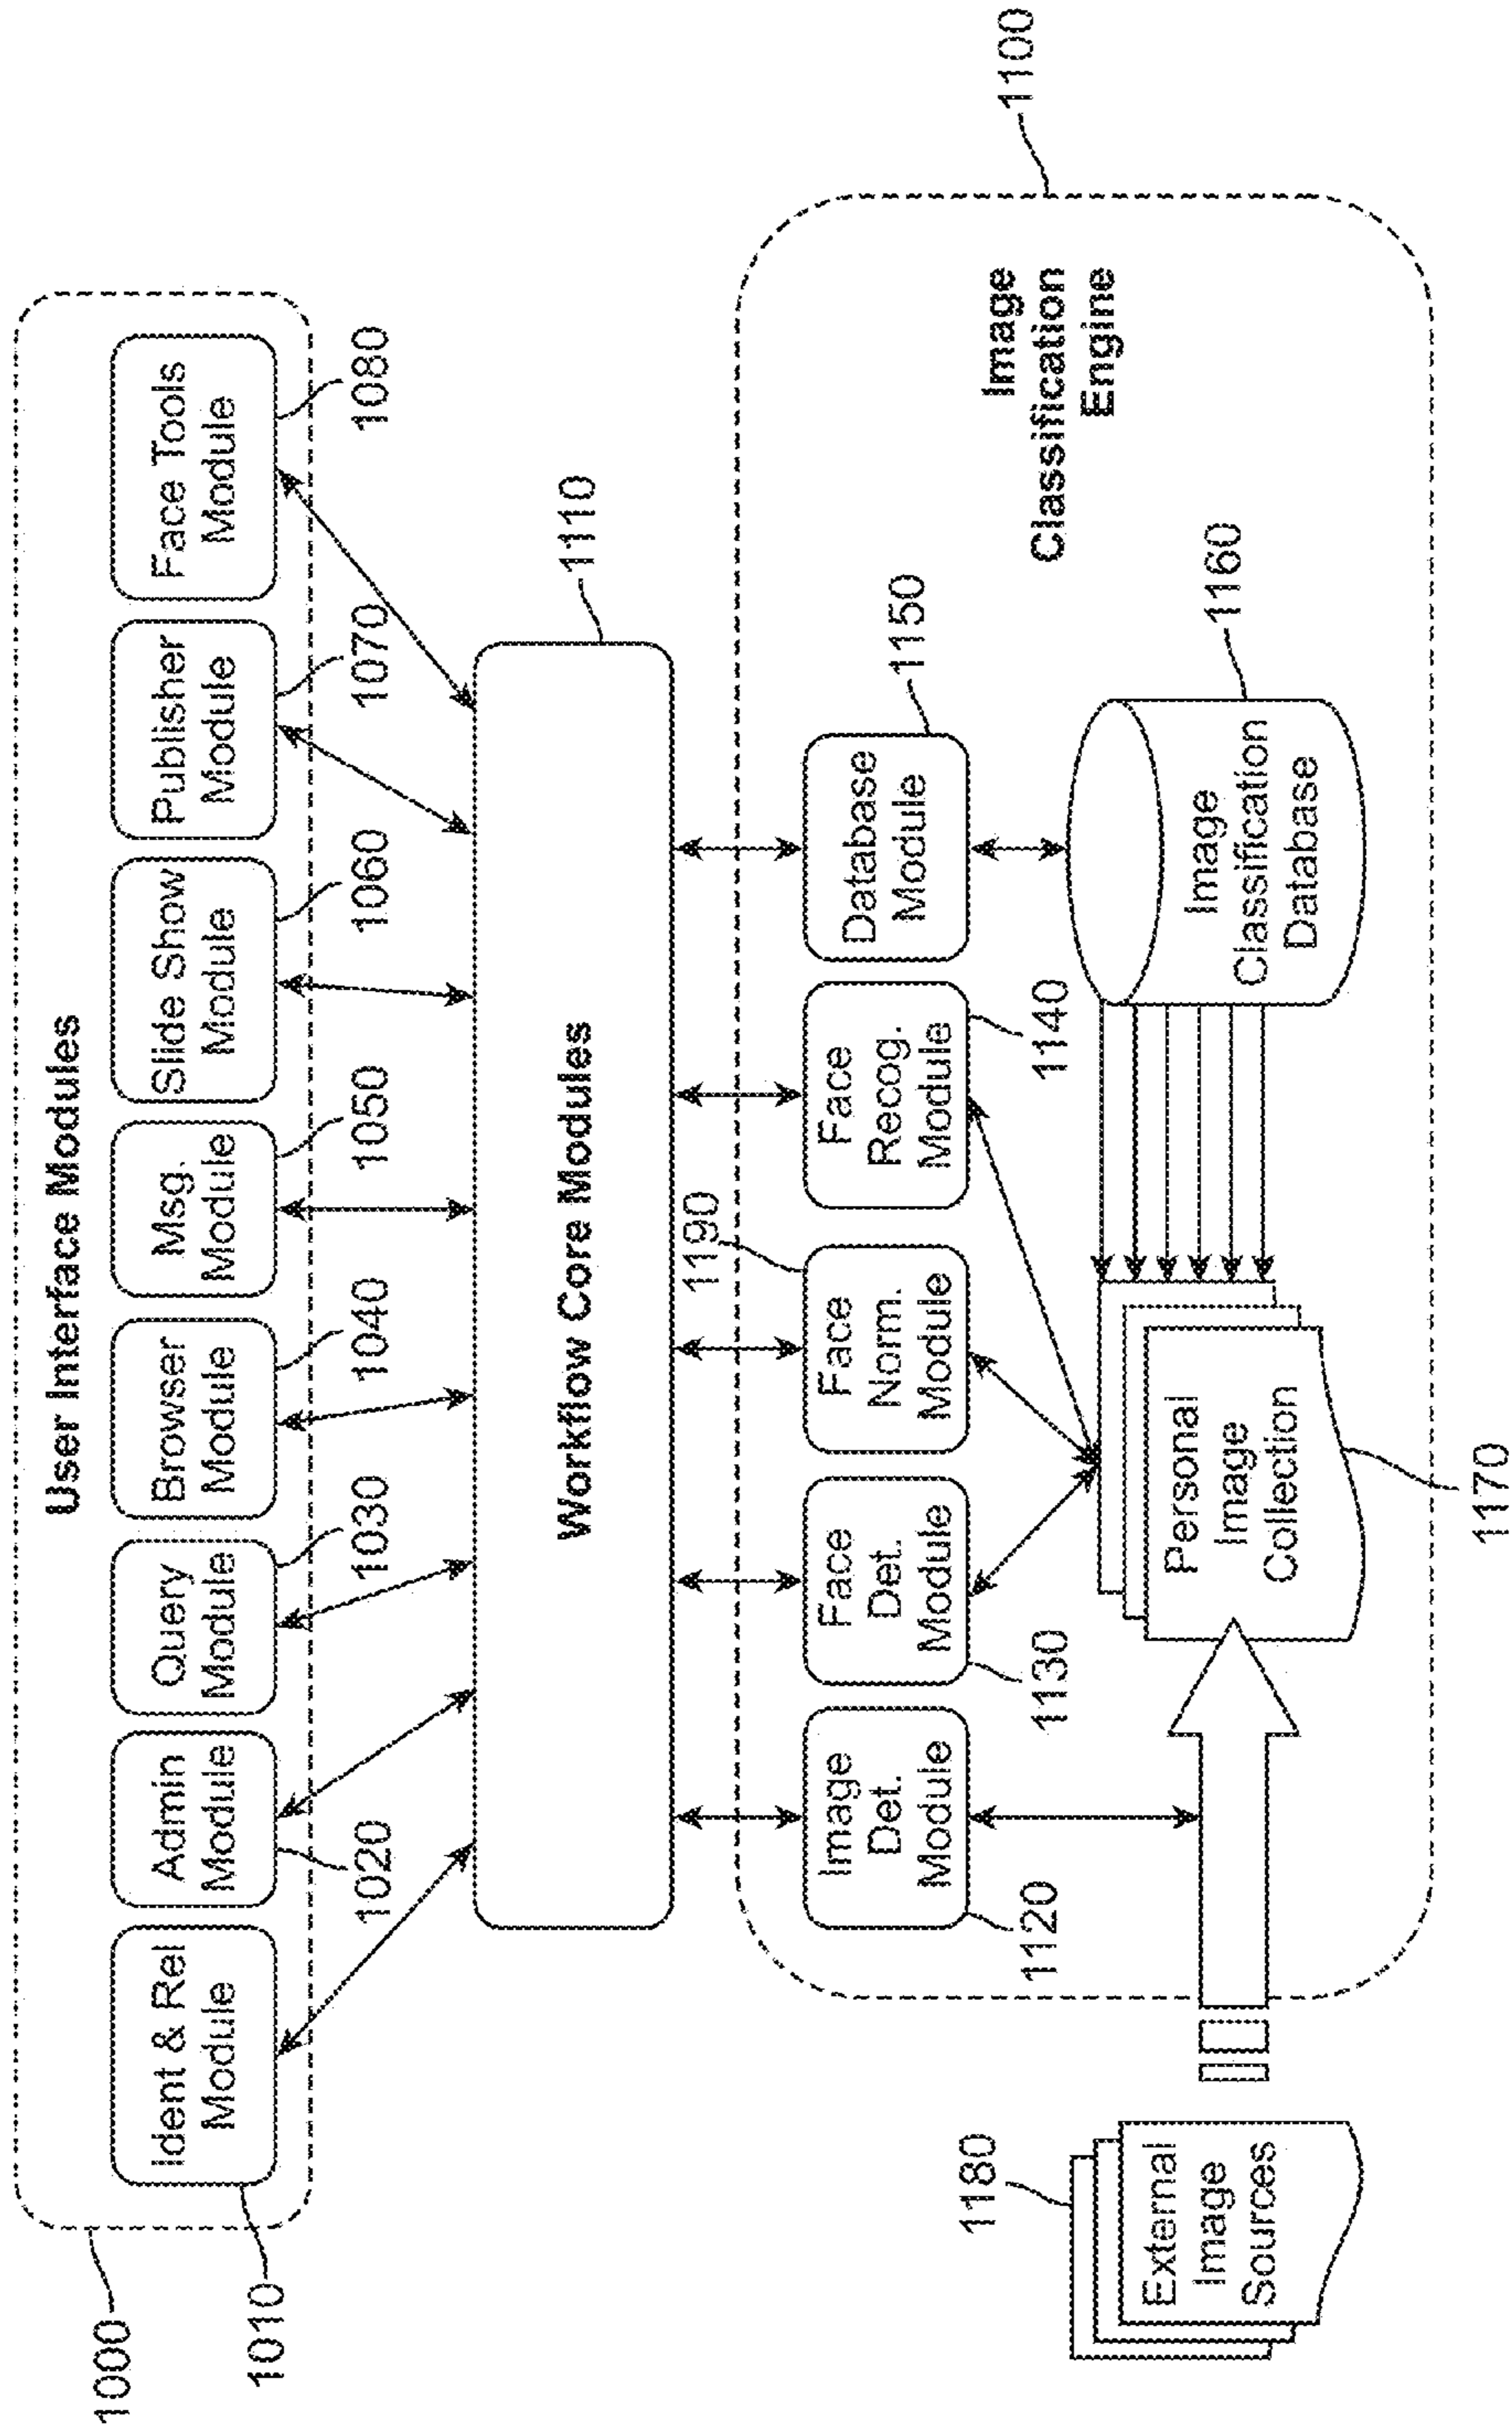 User Interface Modules
1000
Ident & Rel
Module
1010
Admin
Module
1020
Query
Module
1030
Browser
Module
1040
Msg.
Module
1050
Slide Show
Module
1060
Publisher
Module
1070
Face Tools
Module
1080
Workflow Core Modules
1110
Image
Classification
Engine
1100
Image
Det.
Module
1120
Face
Det.
Module
1130
Face
Norm.
Module
1190
Face
Recog.
Module
1140
Database
Module
1150
External
Image
Sources
1180
Personal
Image
Collection
1170
Image
Classification
Database
1160